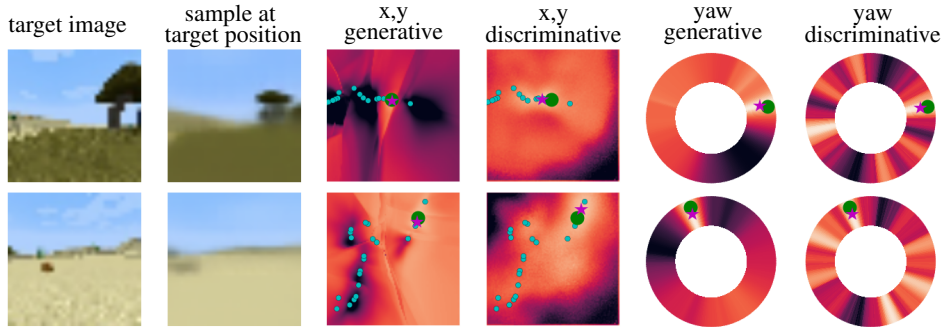 target image
sample at
target position
x,y
generative
x,y
discriminative
yaw
generative
yaw
discriminative